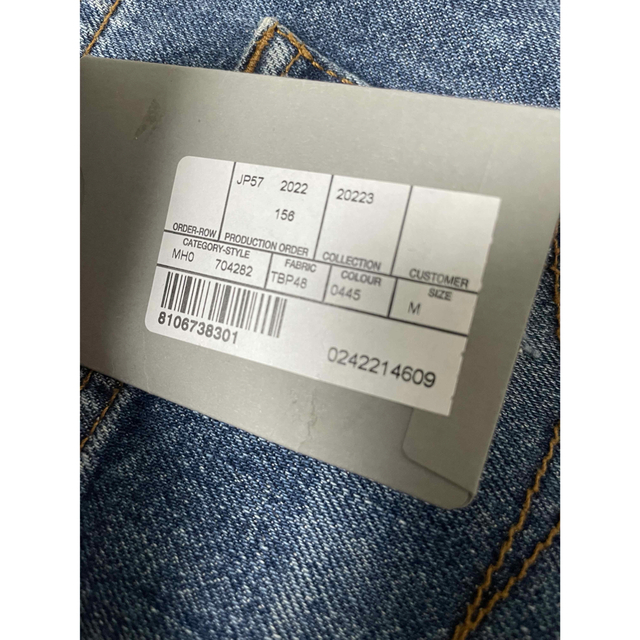 JP57 2022 20223
156
ORDER-ROW PRODUCTION ORDER COLLECTION CUSTOMER
CATEGORY-STYLE FABRIC COLOUR SIZE
MH0 704282 TBP48 0445 M
8106738301 0242214609